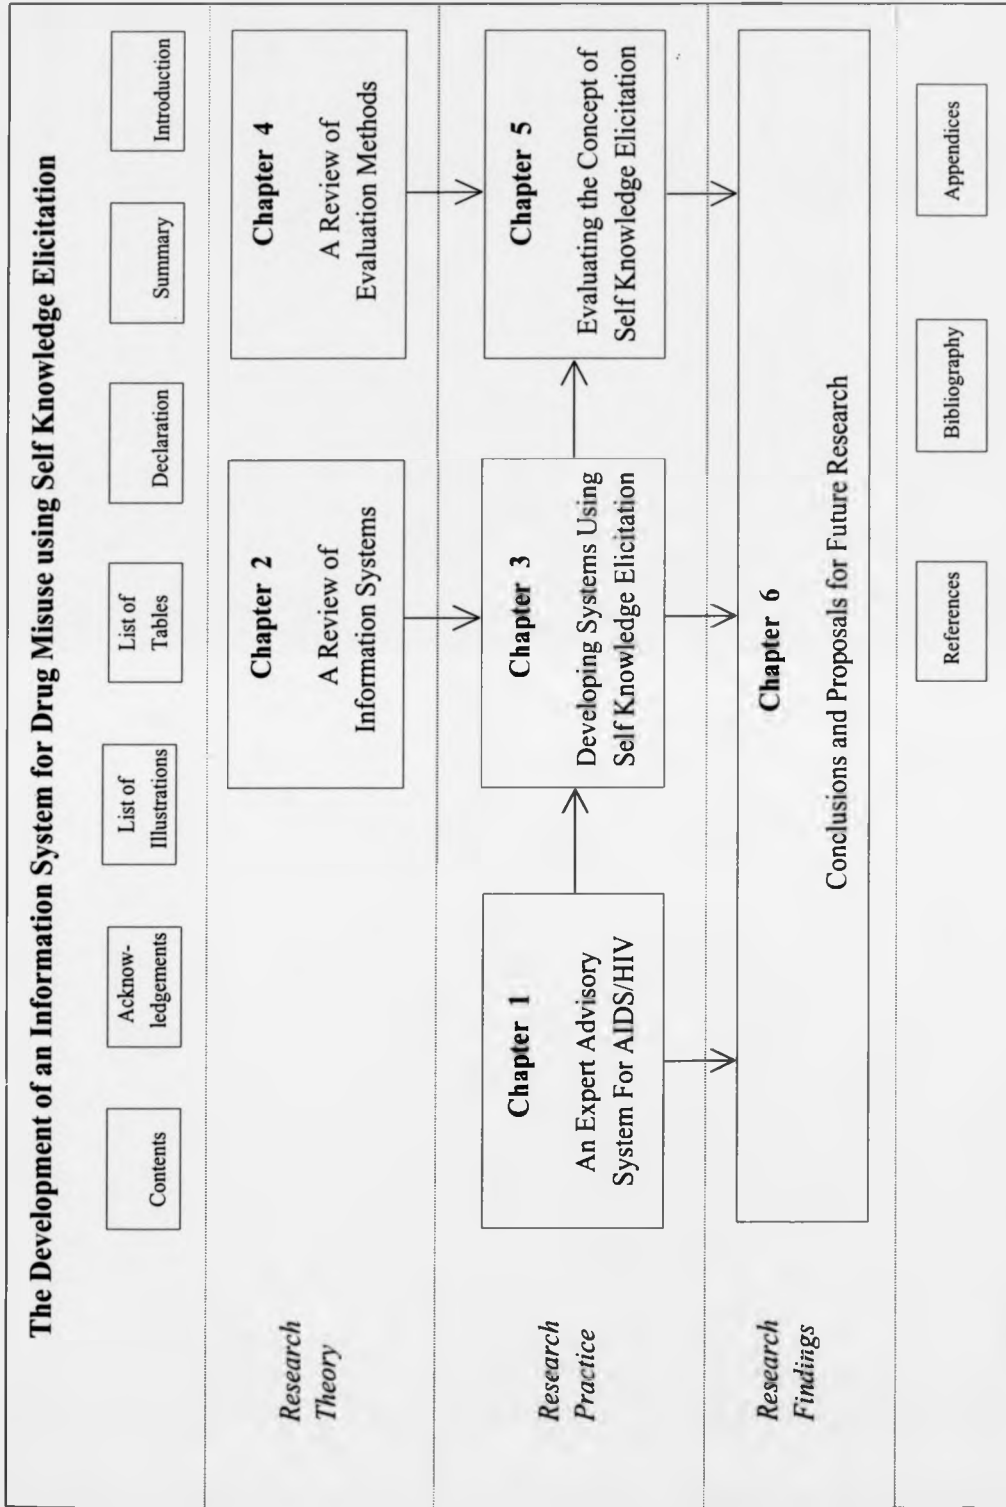 The Development of an Information System for Drug Misuse using Self Knowledge Elicitation
Contents
Acknow-
ledgements
List of
Illustrations
List of
Tables
Declaration
Summary
Introduction
Research
Theory
Chapter 2
A Review of
Information Systems
Chapter 4
A Review of
Evaluation Methods
Research
Practice
Chapter 1
An Expert Advisory
System For AIDS/HIV
Chapter 3
Developing Systems Using
Self Knowledge Elicitation
Chapter 5
Evaluating the Concept of
Self Knowledge Elicitation
Research
Findings
Chapter 6
Conclusions and Proposals for Future Research
References
Bibliography
Appendices